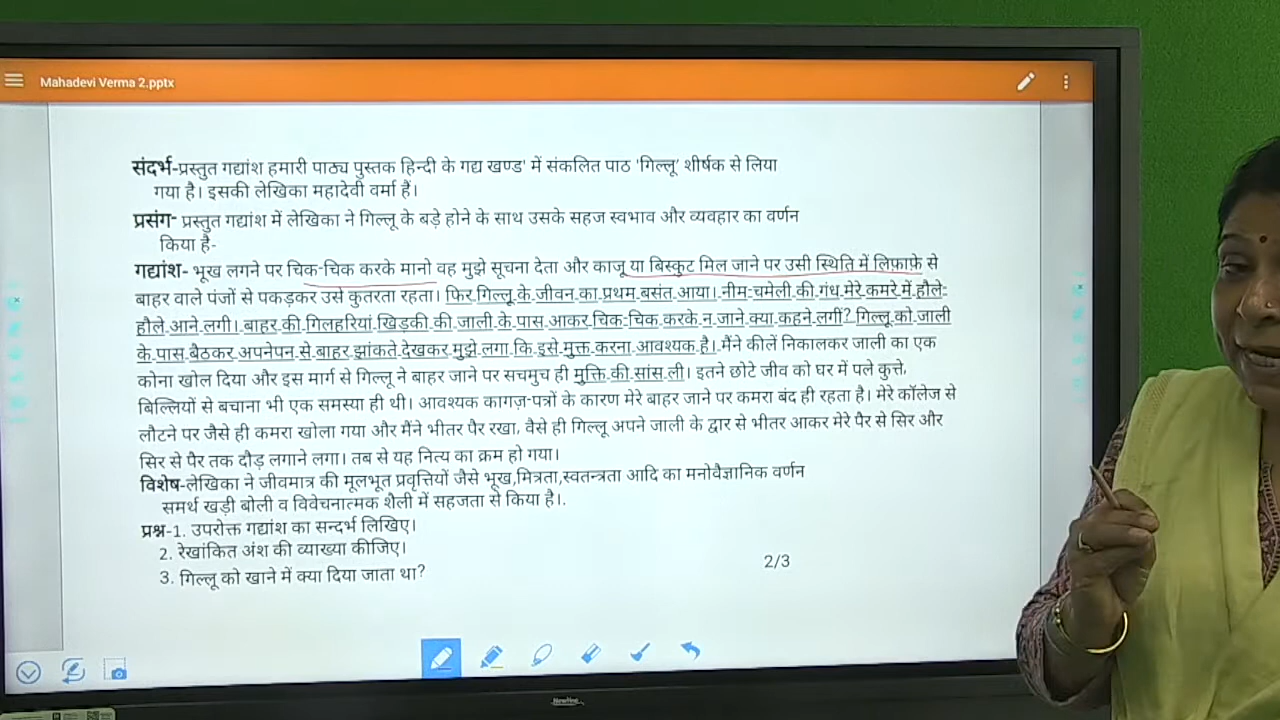 Mahadevi Verma 2.pptx
संदर्भ-प्रस्तुत गद्यांश हमारी पाठ्य पुस्तक हिन्दी के गद्य खण्ड' में संकलित पाठ 'गिल्लू' शीर्षक से लिया
गया है। इसकी लेखिका महादेवी वर्मा हैं।
प्रसंग- प्रस्तुत गद्यांश में लेखिका ने गिल्लू के बड़े होने के साथ उसके सहज स्वभाव और व्यवहार का वर्णन
किया है-
गद्यांश- भूख लगने पर चिक-चिक करके मानो वह मुझे सूचना देता और काजू या बिस्कुट मिल जाने पर उसी स्थिति में लिफ़ाफ़े से
बाहर वाले पंजों से पकड़कर उसे कुतरता रहता। फिर गिल्लू के जीवन का प्रथम बसंत आया। नीम-चमेली की गंध मेरे कमरे में हौले-
हौले आने लगी। बाहर की गिलहरियां खिड़की की जाली के पास आकर चिक-चिक करके न जाने क्या कहने लगीं? गिल्लू को जाली
के पास बैठकर अपनेपन से बाहर झांकते देखकर मुझे लगा कि इसे मुक्त करना आवश्यक है। मैंने कीलें निकालकर जाली का एक
कोना खोल दिया और इस मार्ग से गिल्लू ने बाहर जाने पर सचमुच ही मुक्ति की सांस ली। इतने छोटे जीव को घर में पले कुत्ते,
बिल्लियों से बचाना भी एक समस्या ही थी। आवश्यक कागज़-पत्रों के कारण मेरे बाहर जाने पर कमरा बंद ही रहता है। मेरे कॉलेज से
लौटने पर जैसे ही कमरा खोला गया और मैंने भीतर पैर रखा, वैसे ही गिल्लू अपने जाली के द्वार से भीतर आकर मेरे पैर से सिर और
सिर से पैर तक दौड़ लगाने लगा। तब से यह नित्य का क्रम हो गया।
विशेष-लेखिका ने जीवमात्र की मूलभूत प्रवृत्तियों जैसे भूख,मित्रता,स्वतन्त्रता आदि का मनोवैज्ञानिक वर्णन
समर्थ खड़ी बोली व विवेचनात्मक शैली में सहजता से किया है।.
प्रश्न-1. उपरोक्त गद्यांश का सन्दर्भ लिखिए।
2. रेखांकित अंश की व्याख्या कीजिए।
3. गिल्लू को खाने में क्या दिया जाता था?
2/3